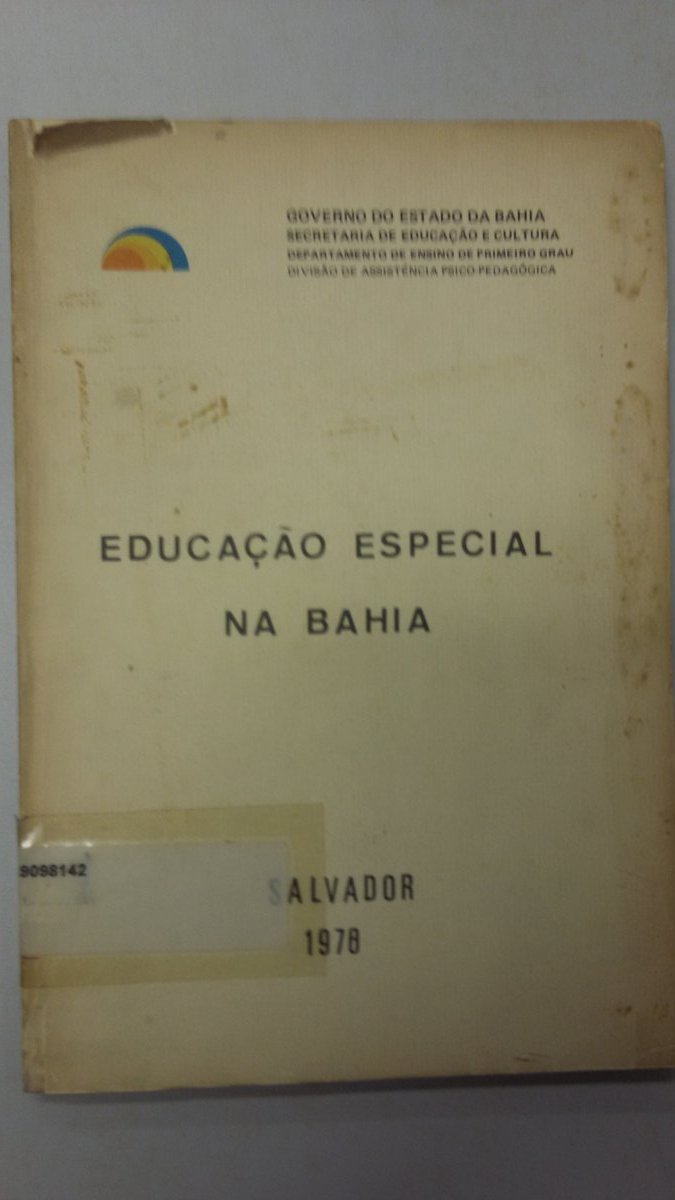 GOVERNO DO ESTADO DA BAHIA
SECRETARIA DE EDUCAÇÃO E CULTURA
DEPARTAMENTO DE ENSINO DE PRIMEIRO GRAU
DIVISÃO DE ASSISTÊNCIA PSICO-PEDAGÓGICA
EDUCAÇÃO ESPECIAL
NA BAHIA
9098142
SALVADOR
1978